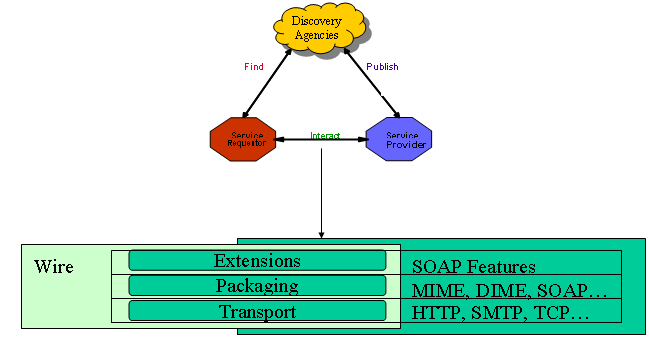 Discovery
Agencies
Find
Publish
Service
Requestor
Interact
Service
Provider
Wire
Extensions
SOAP Features
Packaging
MIME, DIME, SOAP…
Transport
HTTP, SMTP, TCP…